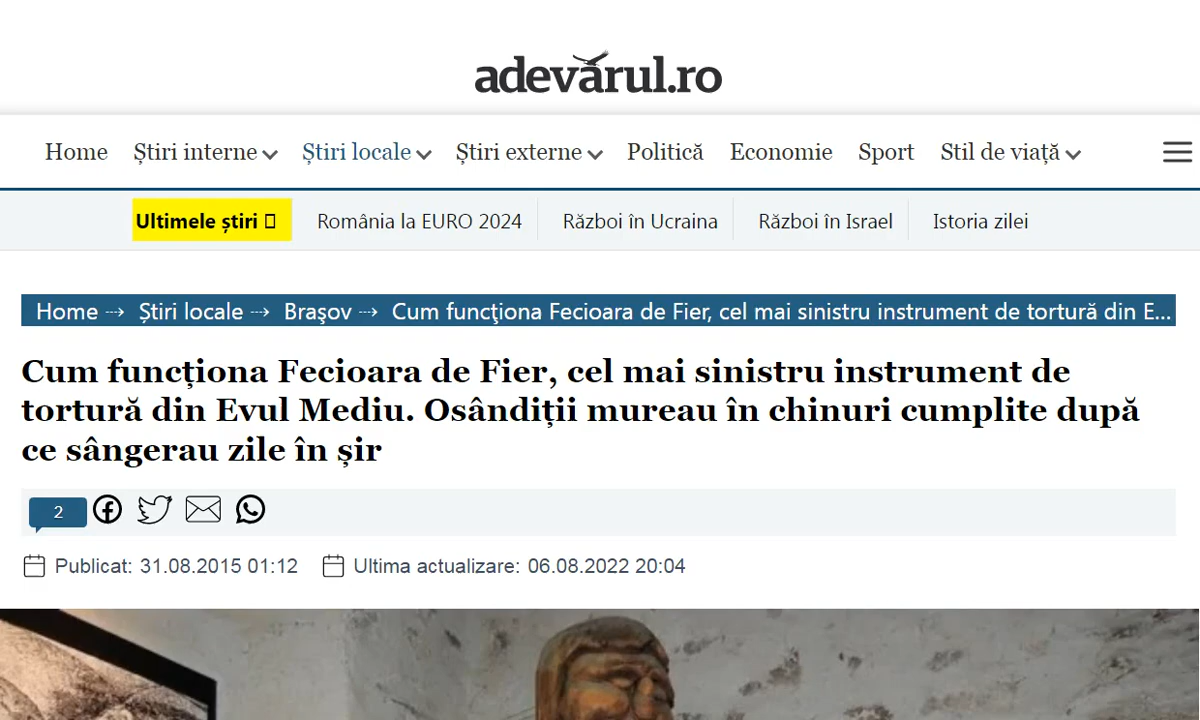 adevărul.ro
Home Știri interne Știri locale Știri externe Politică Economie Sport Stil de viață
Ultimele știri România la EURO 2024 Război în Ucraina Război în Israel Istoria zilei
Home ⤏ Știri locale ⤏ Braşov ⤏ Cum funcţiona Fecioara de Fier, cel mai sinistru instrument de tortură din E...
Cum funcționa Fecioara de Fier, cel mai sinistru instrument de
tortură din Evul Mediu. Osândiții mureau în chinuri cumplite după
ce sângerau zile în șir
2
Publicat: 31.08.2015 01:12 Ultima actualizare: 06.08.2022 20:04